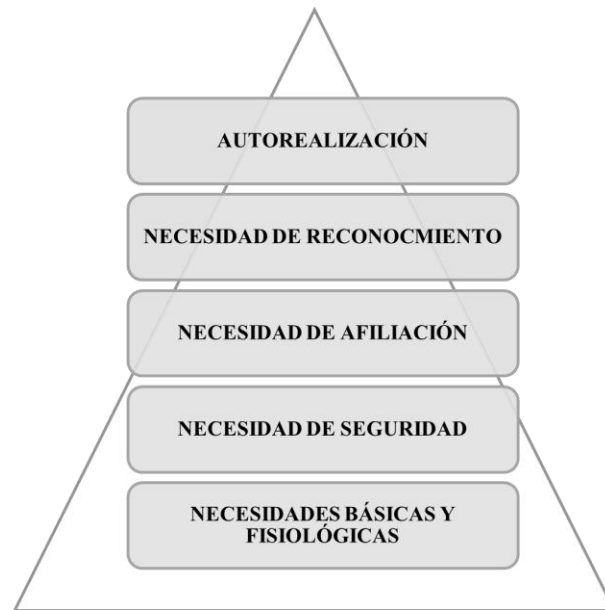 AUTOREALIZACIÓN
NECESIDAD DE RECONOCMIENTO
NECESIDAD DE AFILIACIÓN
NECESIDAD DE SEGURIDAD
NECESIDADES BÁSICAS Y
FISIOLÓGICAS